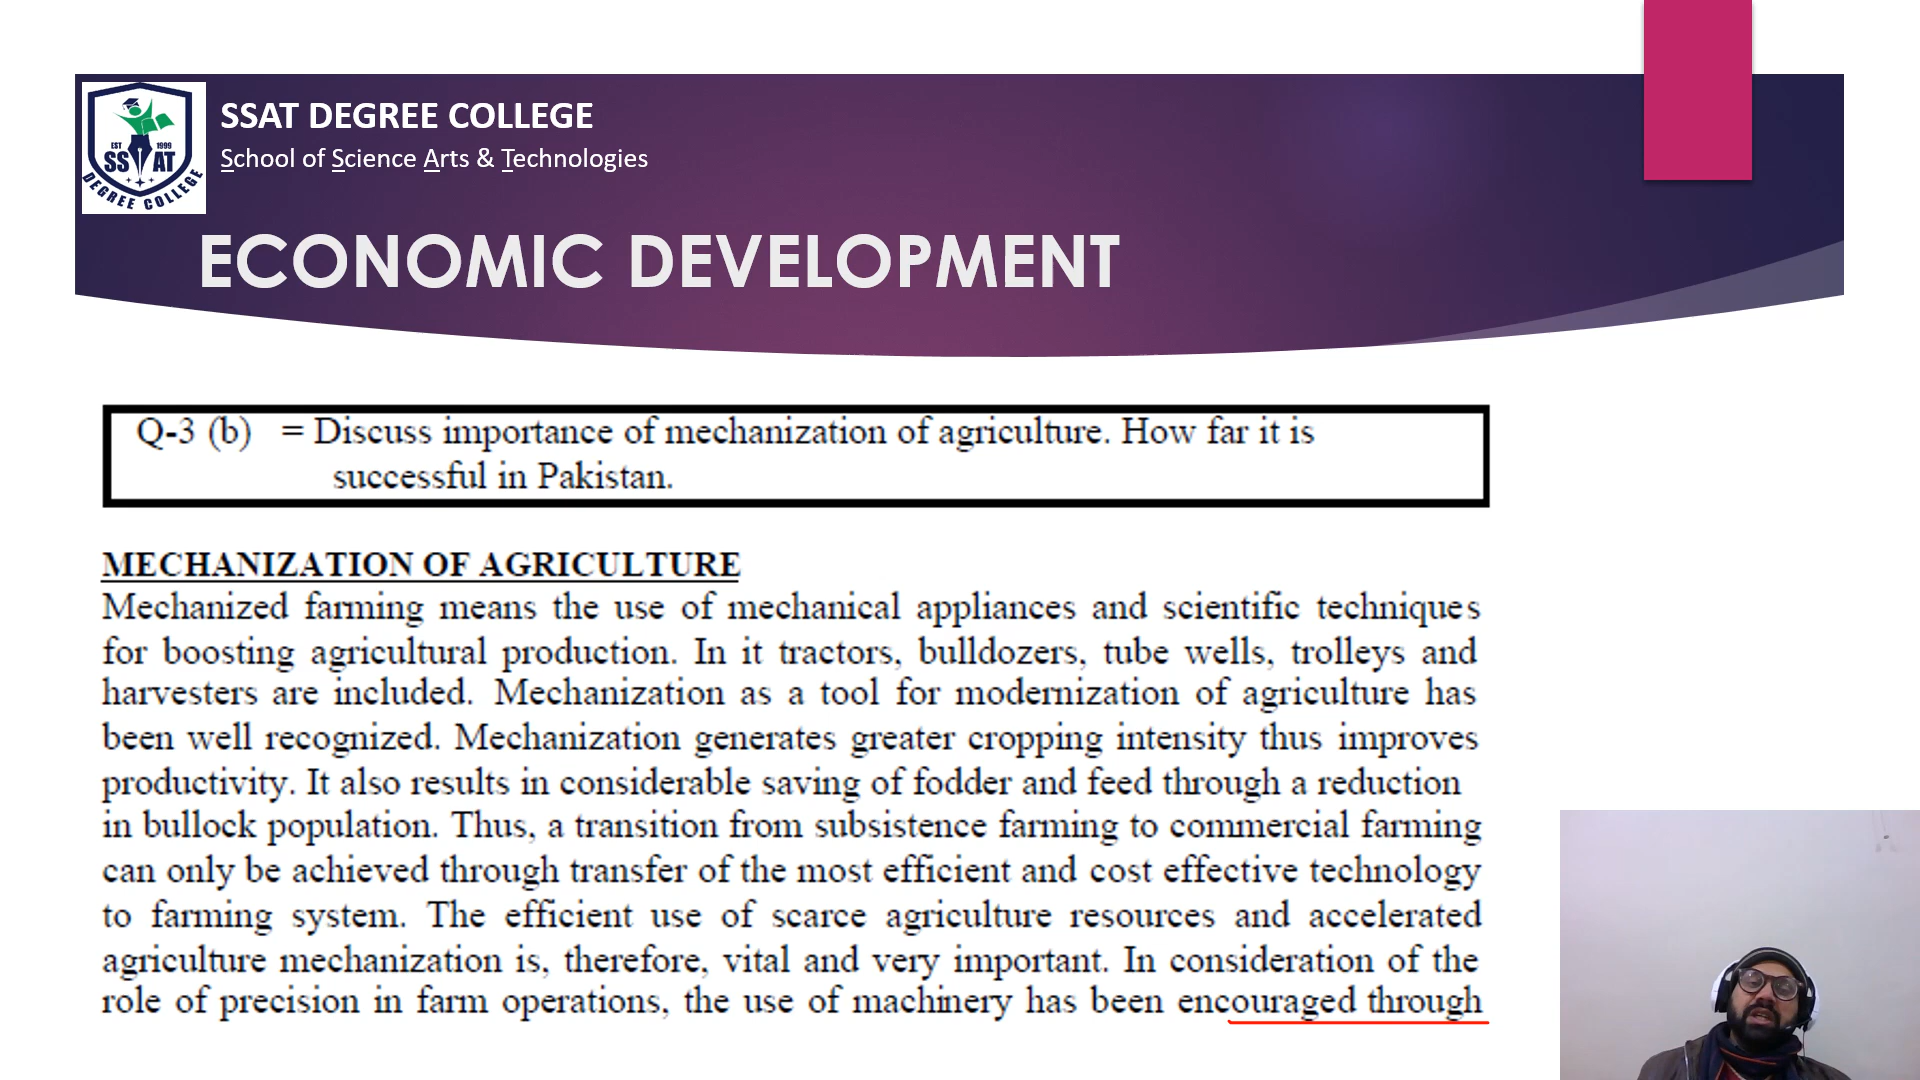 SSAT DEGREE COLLEGE
School of Science Arts & Technologies
EST 1999
SS AT
DEGREE COLLEGE
ECONOMIC DEVELOPMENT
Q-3 (b) = Discuss importance of mechanization of agriculture. How far it is
successful in Pakistan.
MECHANIZATION OF AGRICULTURE
Mechanized farming means the use of mechanical appliances and scientific techniques
for boosting agricultural production. In it tractors, bulldozers, tube wells, trolleys and
harvesters are included. Mechanization as a tool for modernization of agriculture has
been well recognized. Mechanization generates greater cropping intensity thus improves
productivity. It also results in considerable saving of fodder and feed through a reduction
in bullock population. Thus, a transition from subsistence farming to commercial farming
can only be achieved through transfer of the most efficient and cost effective technology
to farming system. The efficient use of scarce agriculture resources and accelerated
agriculture mechanization is, therefore, vital and very important. In consideration of the
role of precision in farm operations, the use of machinery has been encouraged through